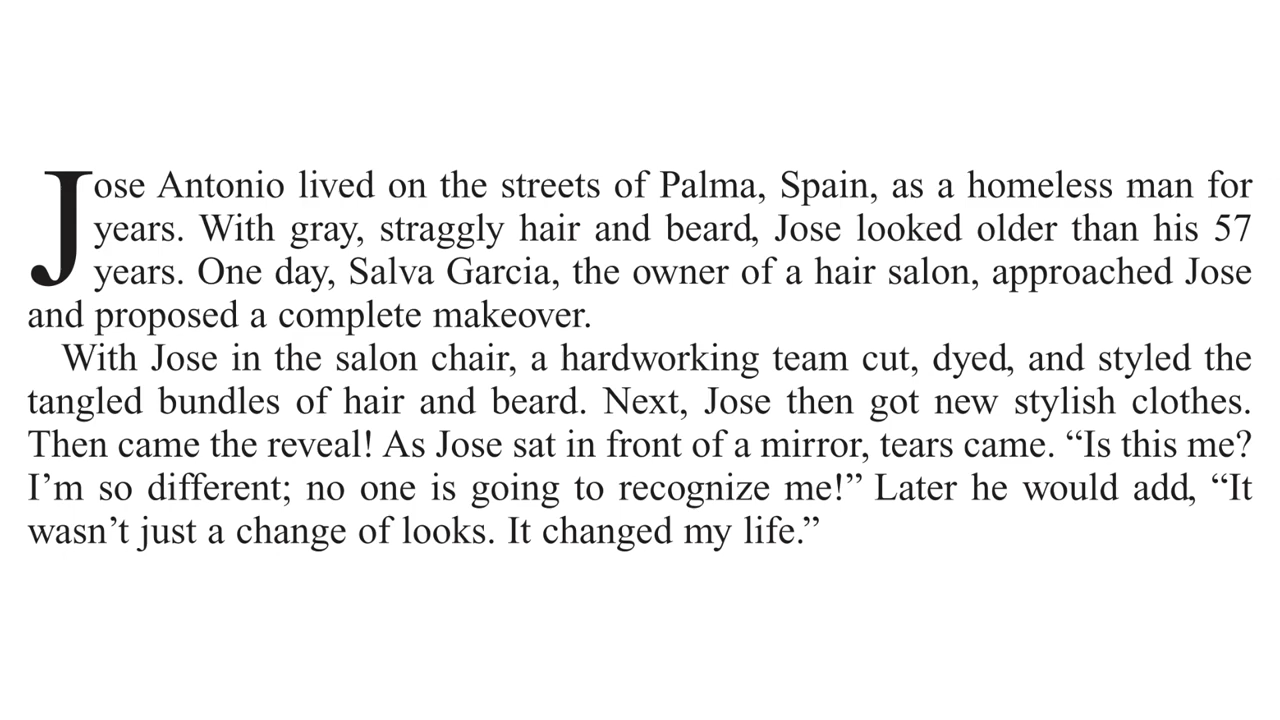 Jose Antonio lived on the streets of Palma, Spain, as a homeless man for
years. With gray, straggly hair and beard, Jose looked older than his 57
years. One day, Salva Garcia, the owner of a hair salon, approached Jose
and proposed a complete makeover.
With Jose in the salon chair, a hardworking team cut, dyed, and styled the
tangled bundles of hair and beard. Next, Jose then got new stylish clothes.
Then came the reveal! As Jose sat in front of a mirror, tears came. “Is this me?
I’m so different; no one is going to recognize me!” Later he would add, “It
wasn’t just a change of looks. It changed my life.”